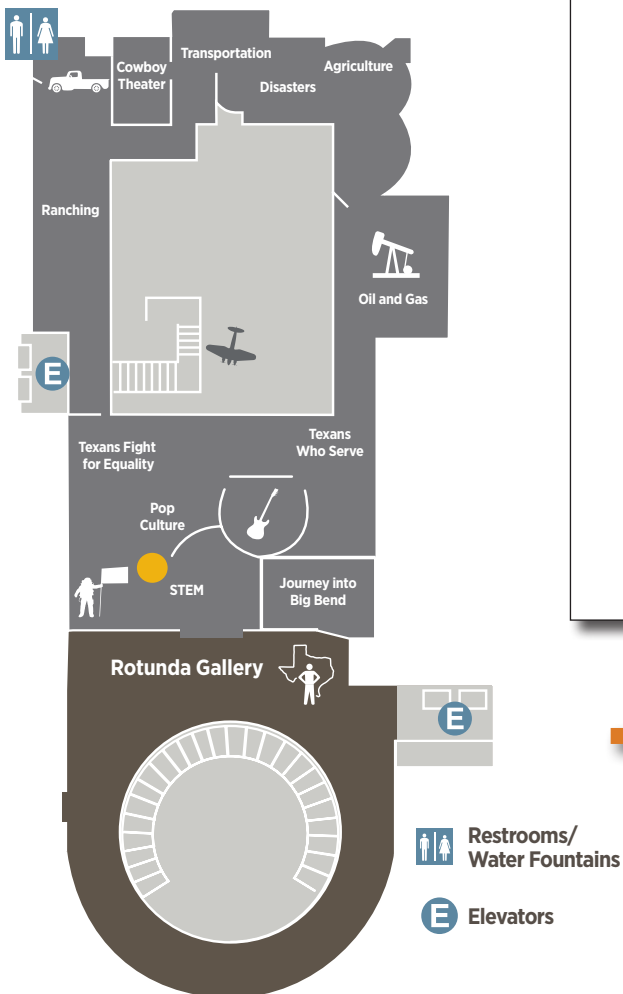 Transportation
Cowboy
Theater
Agriculture
Disasters
Ranching
Oil and Gas
E
Texans Fight
for Equality
Texans
Who Serve
Pop
Culture
STEM
Journey into
Big Bend
Rotunda Gallery
E
Restrooms/
Water Fountains
E Elevators